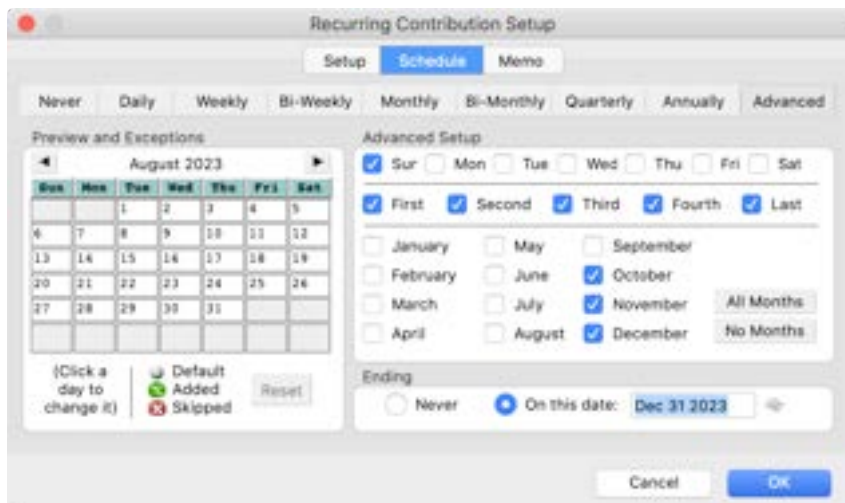 Recurring Contribution Setup
Setup Schedule Memo
Never Daily Weekly Bi-Weekly Monthly Bi-Monthly Quarterly Annually Advanced
Preview and Exceptions
August 2023
Sun Mon Tue Wed Thu Fri Sat
1 2 3 4 5
6 7 8 9 10 11 12
13 14 15 16 17 18 19
20 21 22 23 24 25 26
27 28 29 30 31
(Click a
day to
change it)
Default
Added
Skipped
Reset
Advanced Setup
Sur Mon Tue Wed Thu Fri Sat
First Second Third Fourth Last
January May September
February June October
March July November All Months
April August December No Months
Ending
Never On this date: Dec 31 2023
Cancel OK